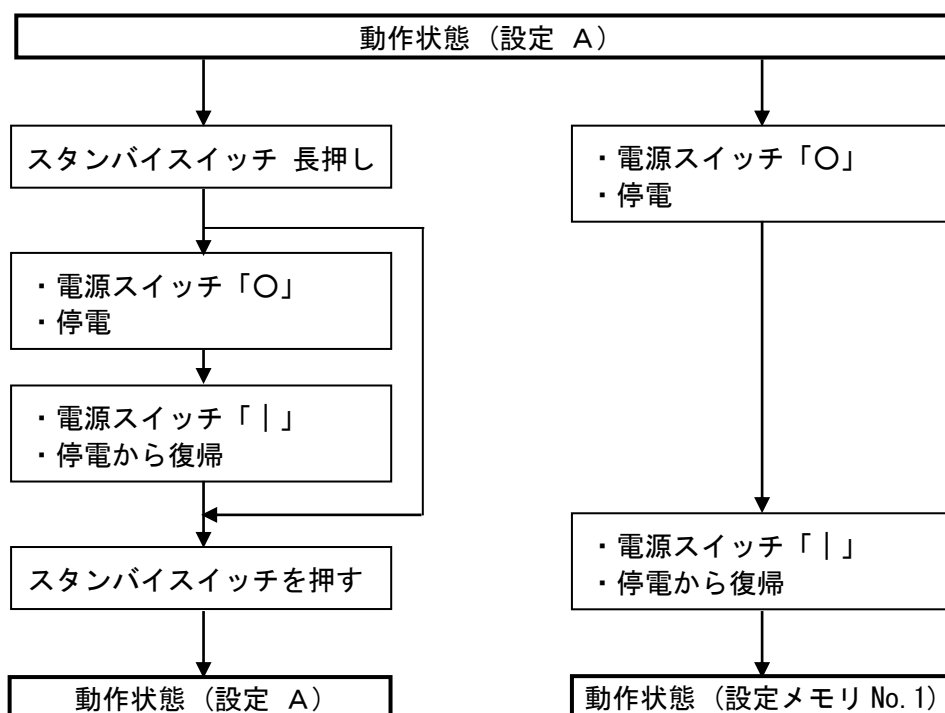 動作状態（設定 Ａ）
スタンバイスイッチ 長押し
・電源スイッチ「〇」
・停電
・電源スイッチ「｜」
・停電から復帰
スタンバイスイッチを押す
動作状態（設定 Ａ）
・電源スイッチ「〇」
・停電
・電源スイッチ「｜」
・停電から復帰
動作状態（設定メモリ No.1）